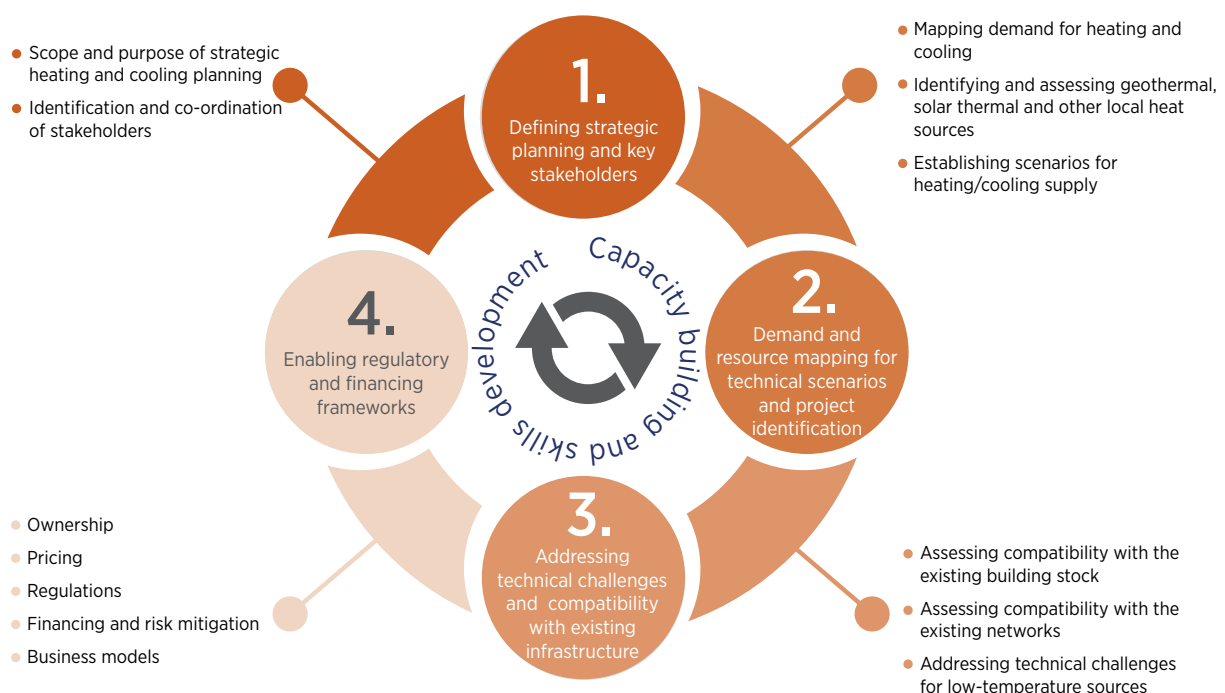 Scope and purpose of strategic
heating and cooling planning
Identification and co-ordination
of stakeholders
1.
Defining strategic
planning and key
stakeholders
Mapping demand for heating and
cooling
Identifying and assessing geothermal,
solar thermal and other local heat
sources
Establishing scenarios for
heating/cooling supply
2.
Demand and
resource mapping for
technical scenarios
and project
identification
Capacity building and skills development
4.
Enabling regulatory
and financing
frameworks
3.
Addressing
technical challenges
and compatibility
with existing
infrastructure
Ownership
Pricing
Regulations
Financing and risk mitigation
Business models
Assessing compatibility with the
existing building stock
Assessing compatibility with the
existing networks
Addressing technical challenges
for low-temperature sources